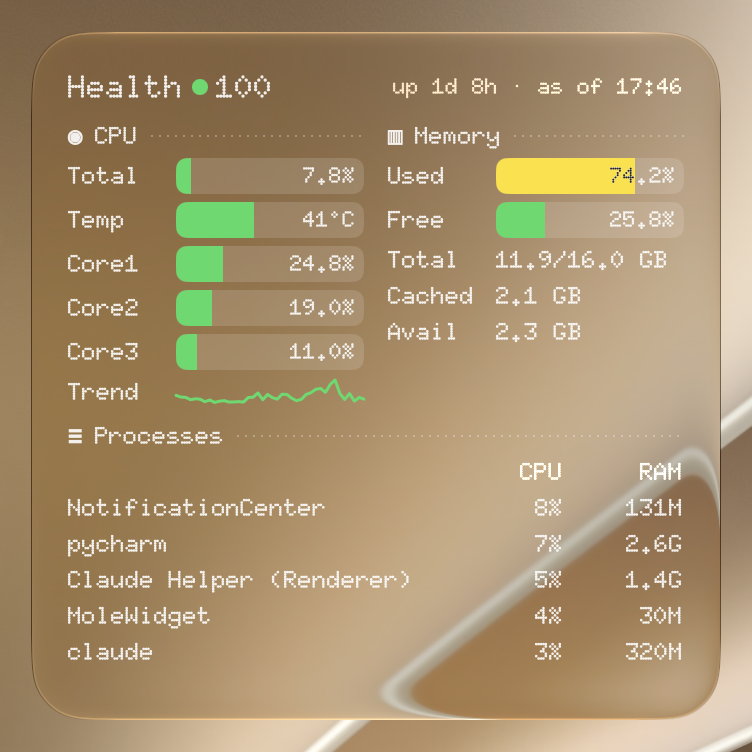 Health 100
up 1d 8h · as of 17:46
CPU
Total 7.8%
Temp 41°C
Core1 24.8%
Core2 19.0%
Core3 11.0%
Trend
Memory
Used 74.2%
Free 25.8%
Total 11.9/16.0 GB
Cached 2.1 GB
Avail 2.3 GB
Processes
CPU RAM
NotificationCenter 8% 131M
pycharm 7% 2.6G
Claude Helper (Renderer) 5% 1.4G
MoleWidget 4% 30M
claude 3% 320M